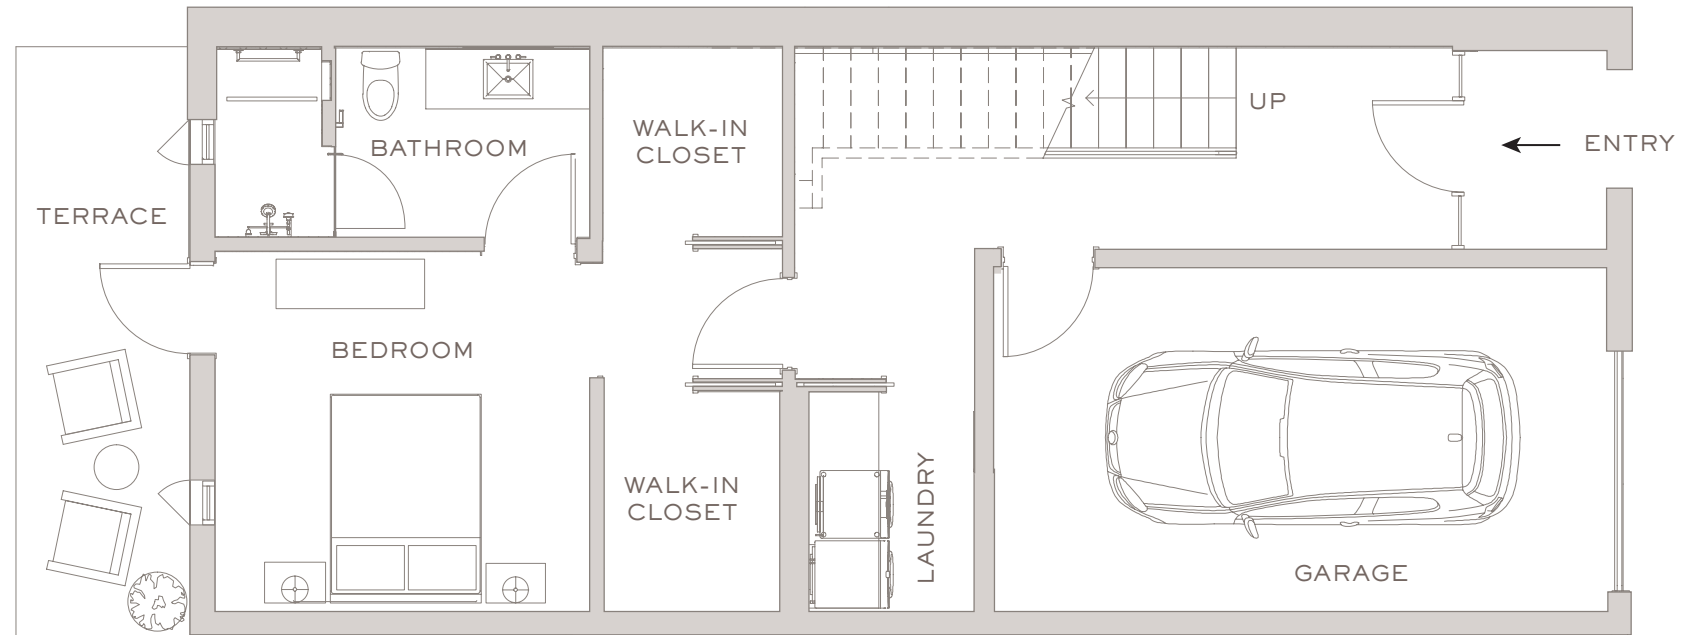 UP
ENTRY
WALK-IN
CLOSET
BATHROOM
TERRACE
BEDROOM
WALK-IN
CLOSET
LAUNDRY
GARAGE